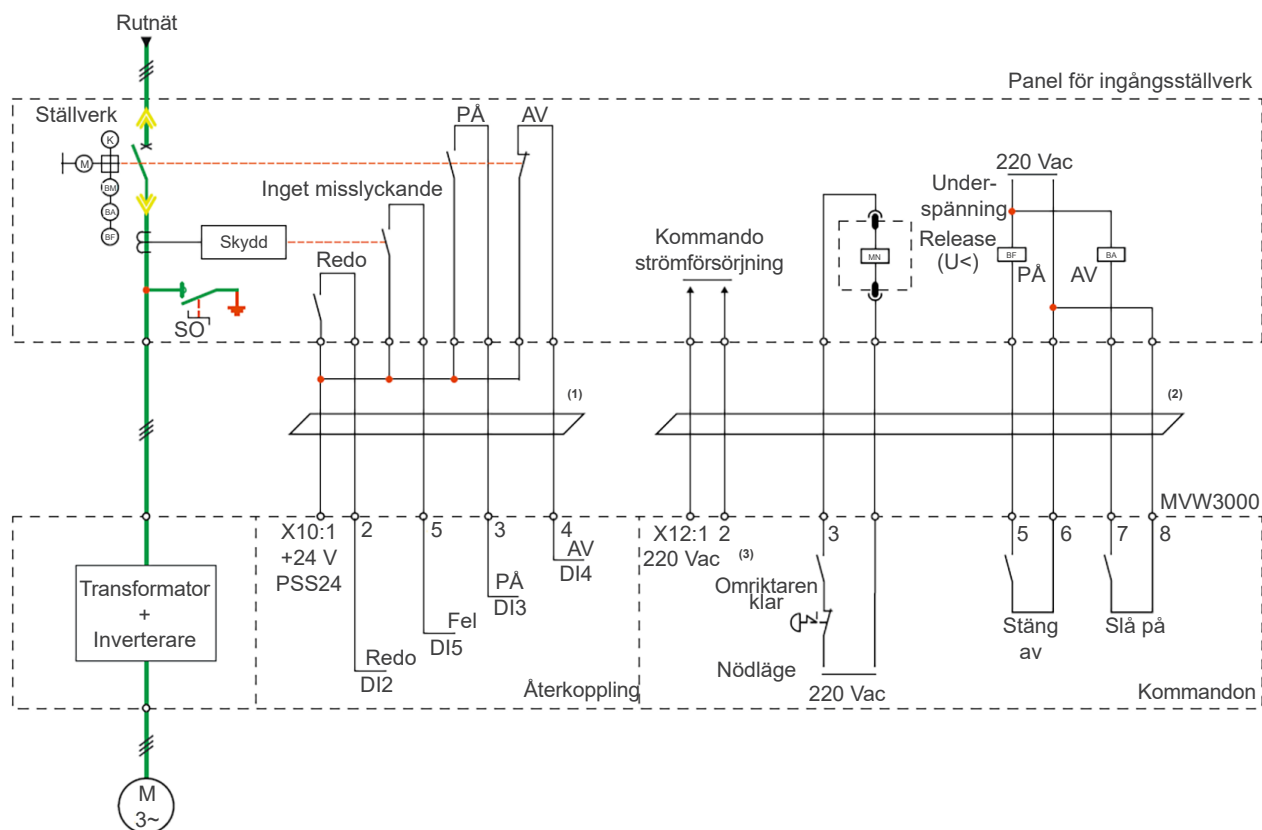 Rutnät
Panel för ingångsställverk
Ställverk
PÅ
AV
K
M
BM
BA
BF
Inget misslyckande
220 Vac
Under-
spänning
Release
(U<)
Skydd
Redo
Kommando
strömförsörjning
MN
BF
PÅ
AV
BA
SO
(1)
(2)
MVW3000
X10:1
2
5
3
4
+24 V
PSS24
AV
DI4
PÅ
DI3
Fel
DI5
Redo
DI2
Återkoppling
X12:1
2
3
5
6
7
8
220 Vac
(3)
Omriktaren
klar
Nödläge
220 Vac
Stäng
av
Slå på
Kommandon
Transformator
+
Inverterare
M
3~